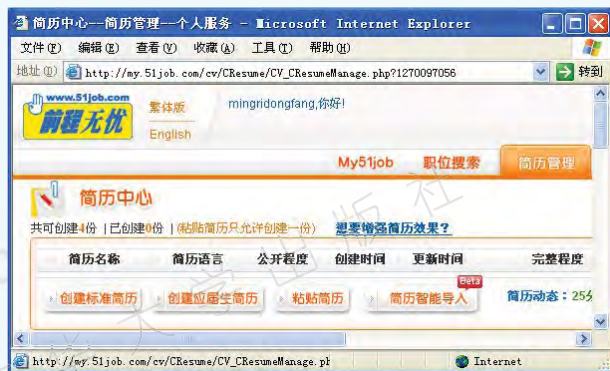 简历中心--简历管理--个人服务 - Microsoft Internet Explorer
文件(F) 编辑(E) 查看(V) 收藏(A) 工具(T) 帮助(H)
地址(D) http://my.51job.com/cv/CResume/CV_CResumeManage.php?1270097056 转到
www.51job.com
前程无忧
繁体版 mingridongfang,你好!
English
My51job 职位搜索 简历管理
简历中心
共可创建4份 | 已创建0份 | (粘贴简历只允许创建一份) 想要增强简历效果?
简历名称 简历语言 公开程度 创建时间 更新时间 完整程度
Beta
创建标准简历 创建应届生简历 粘贴简历 简历智能导入 简历动态: 25
http://my.51job.com/cv/CResume/CV_CResumeManage.ph Internet
大学出版社